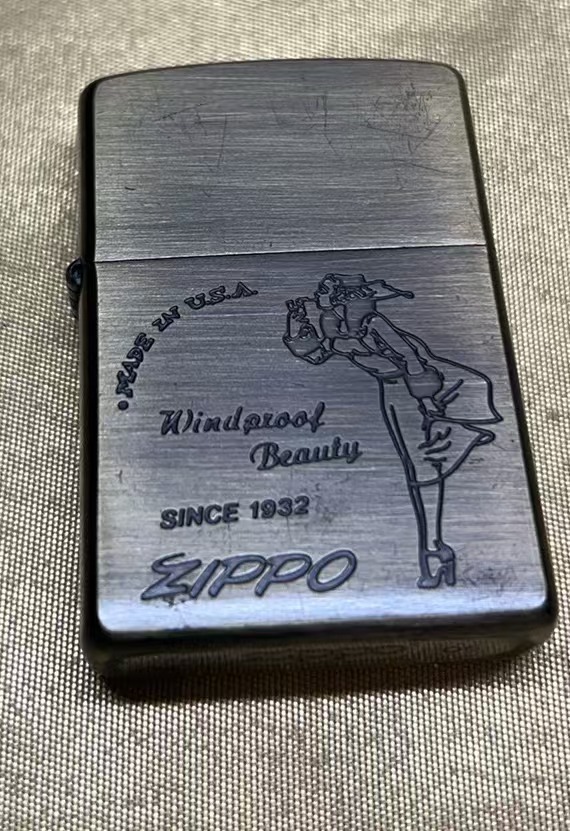 • MADE IN U.S.A.
Windproof
Beauty
SINCE 1932
ZIPPO